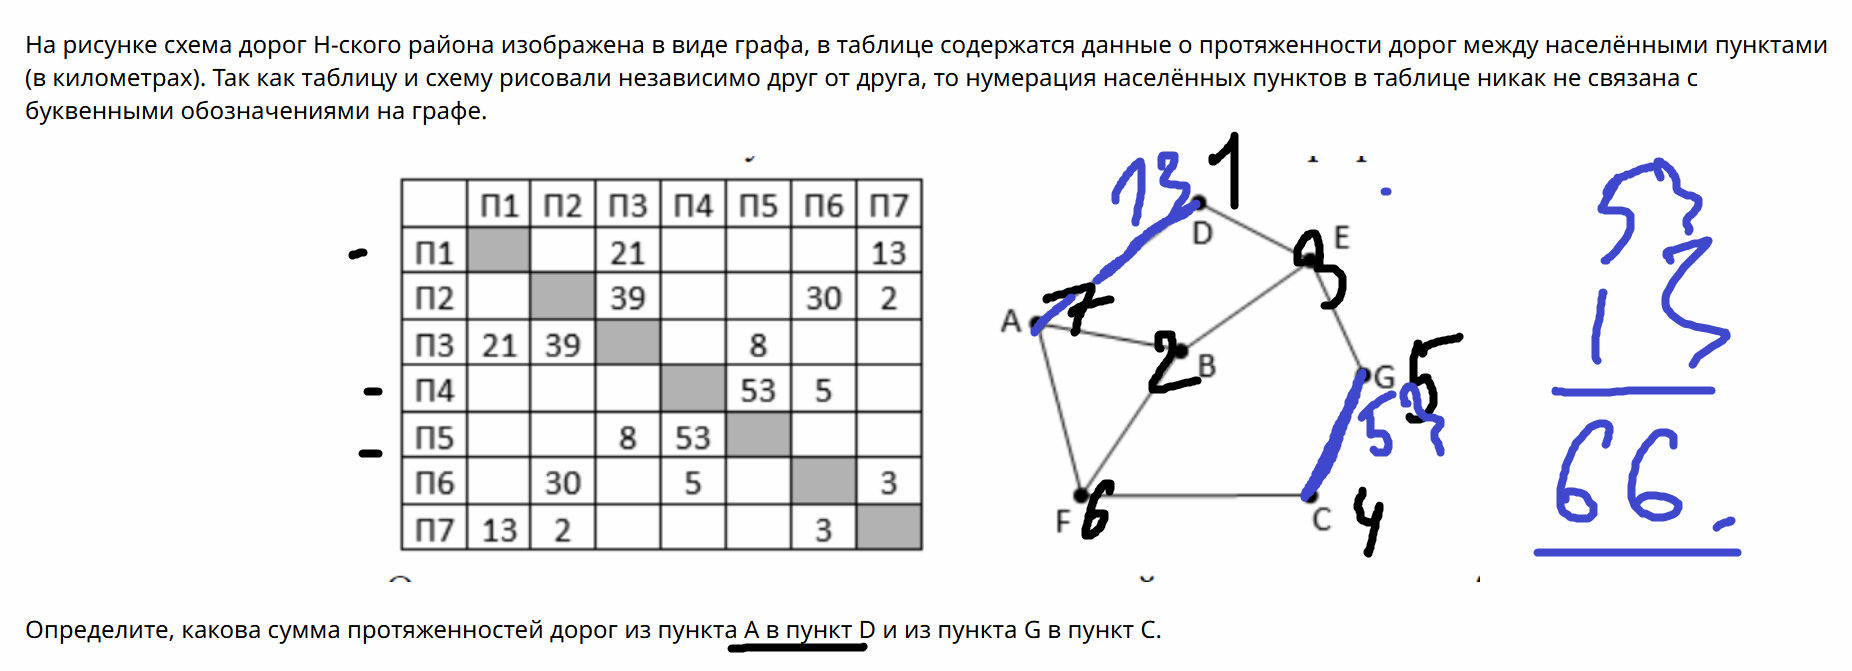 На рисунке схема дорог Н-ского района изображена в виде графа, в таблице содержатся данные о протяженности дорог между населёнными пунктами
(в километрах). Так как таблицу и схему рисовали независимо друг от друга, то нумерация населённых пунктов в таблице никак не связана с
буквенными обозначениями на графе.
П1 П2 П3 П4 П5 П6 П7
П1 21 13
П2 39 30 2
П3 21 39 8
П4 53 5
П5 8 53
П6 30 5 3
П7 13 2 3
13 1
D
3 E
A 7
2 B
G 5
53
F 6
C 4
53
13
66.
Определите, какова сумма протяженностей дорог из пункта A в пункт D и из пункта G в пункт C.